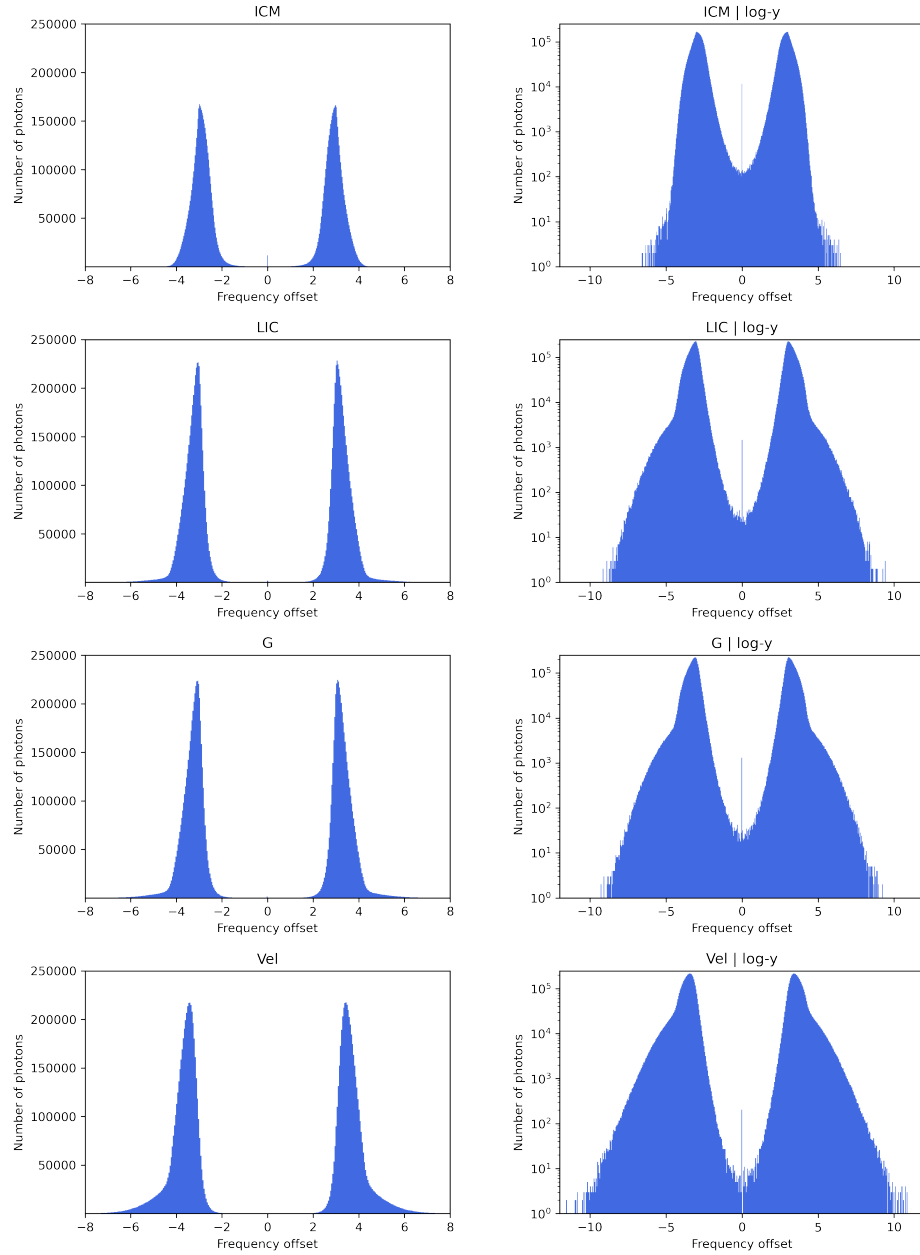 ICM
250000
200000
150000
100000
50000
Number of photons
−8 −6 −4 −2 0 2 4 6 8
Frequency offset
ICM | log-y
10⁵
10⁴
10³
10²
10¹
10⁰
Number of photons
−10 −5 0 5 10
Frequency offset
LIC
250000
200000
150000
100000
50000
Number of photons
−8 −6 −4 −2 0 2 4 6 8
Frequency offset
LIC | log-y
10⁵
10⁴
10³
10²
10¹
10⁰
Number of photons
−10 −5 0 5 10
Frequency offset
G
250000
200000
150000
100000
50000
Number of photons
−8 −6 −4 −2 0 2 4 6 8
Frequency offset
G | log-y
10⁵
10⁴
10³
10²
10¹
10⁰
Number of photons
−10 −5 0 5 10
Frequency offset
Vel
250000
200000
150000
100000
50000
Number of photons
−8 −6 −4 −2 0 2 4 6 8
Frequency offset
Vel | log-y
10⁵
10⁴
10³
10²
10¹
10⁰
Number of photons
−10 −5 0 5 10
Frequency offset